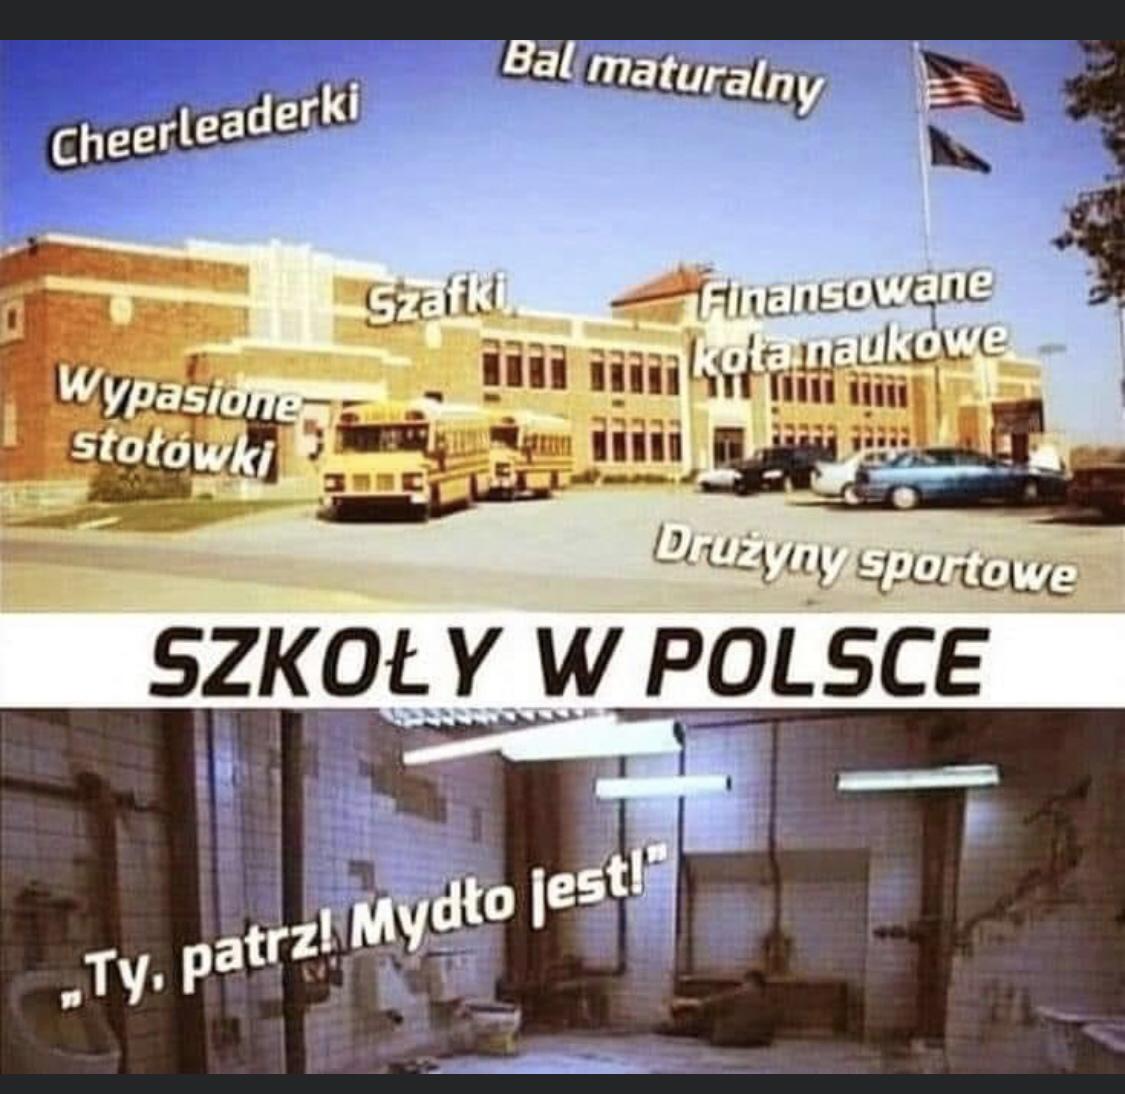 Bal maturalny
Cheerleaderki
Szafki
Finansowane
koła naukowe
Wypasione
stołówki
Drużyny sportowe
SZKOŁY W POLSCE
„Ty, patrz! Mydło jest!”